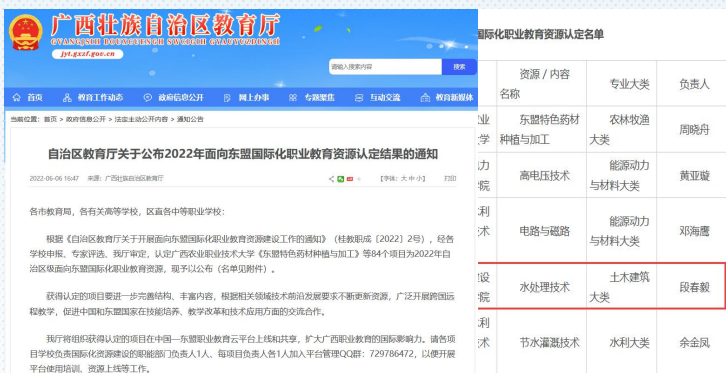 广西壮族自治区教育厅
GVANGJSIH BOUXCUENGH SWCIGIH GYAUYUZDINGH
jyt.gxzf.gov.cn
请输入搜索内容
搜索
首页
教育工作动态
政府信息公开
网上办事
专题聚焦
互动交流
教育新媒体
当前位置：首页 > 政府信息公开 > 法定主动公开内容 > 通知公告
自治区教育厅关于公布2022年面向东盟国际化职业教育资源认定结果的通知
2022-06-06 16:47 来源：广西壮族自治区教育厅
【字体：大 中 小】 打印
各市教育局，各有关高等学校，区直各中等职业学校：
根据《自治区教育厅关于开展面向东盟国际化职业教育资源建设工作的通知》（桂教职成〔2022〕2号），经各
学校申报、专家评选、我厅审定，认定广西农业职业技术大学《东盟特色药材种植与加工》等84个项目为2022年自
治区级面向东盟国际化职业教育资源，现予以公布（名单见附件）。
获得认定的项目要进一步完善结构、丰富内容，根据相关领域技术前沿发展要求不断更新资源，广泛开展跨国远
程教学，促进中国和东盟国家在技能培养、教学改革和技术应用方面的交流合作。
我厅将组织获得认定的项目在中国—东盟职业教育云平台上线和共享，扩大广西职业教育的国际影响力。请各项
目学校负责国际化资源建设的职能部门负责人1人、每项目负责人各1加入平台管理QQ群：729786472，以便开展
平台使用培训、资源上线等工作。
国际化职业教育资源认定名单
资源／内容
名称
专业大类
负责人
业
学
东盟特色药材
种植与加工
农林牧渔
大类
周晓舟
力
院
高电压技术
能源动力
与材料大类
黄亚璇
利
术
电路与磁路
能源动力
与材料大类
邓海鹰
设
院
水处理技术
土木建筑
大类
段春毅
利
术
节水灌溉技术
水利大类
余金凤